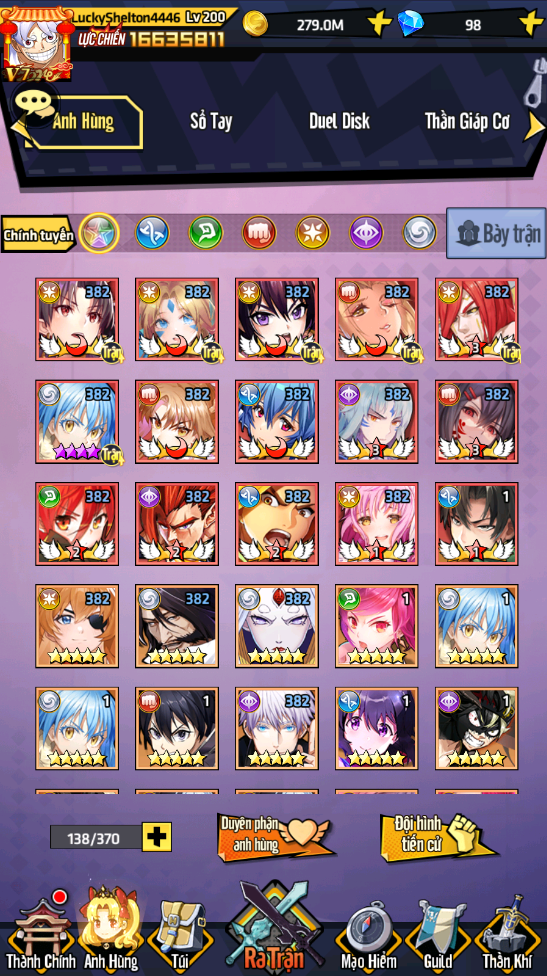 LuckyShelton4446 Lv 200
LỰC CHIẾN 16635811
279.0M
98
Anh Hùng
Sổ Tay
Duel Disk
Thần Giáp Cơ
Chính tuyến
Bày trận
382 382 382 382 382
Trận Trận Trận Trận 3 Trận
382 382 382 382 382
Trận 3 3
382 382 382 382 1
2 2 2 1 1
382 382 382 1 1
1 1 382 1 1
138/370
Duyên phận
anh hùng
Đội hình
tiến cử
Thành Chính
Anh Hùng
Túi
Ra Trận
Mạo Hiểm
Guild
Thần Khí